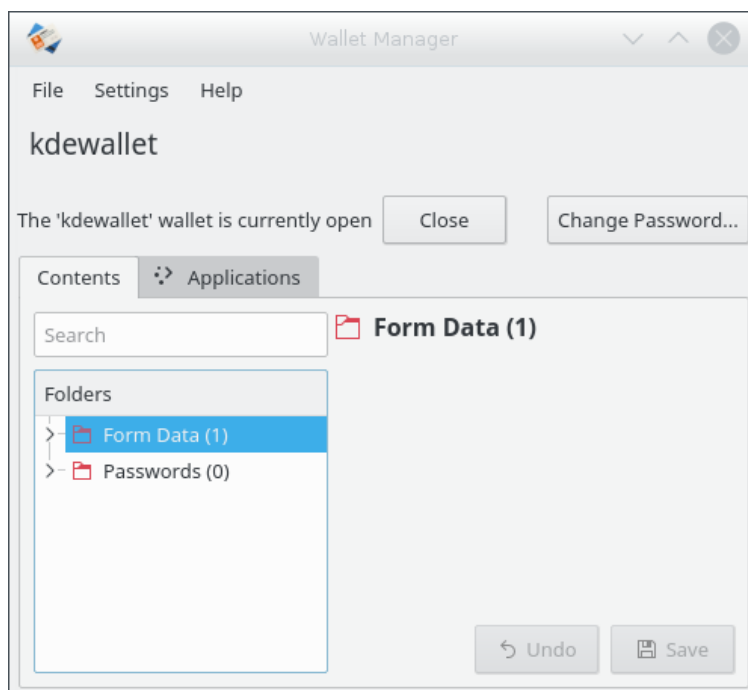 Wallet Manager
File Settings Help
kdewallet
The 'kdewallet' wallet is currently open Close Change Password...
Contents Applications
Search
Form Data (1)
Folders
Form Data (1)
Passwords (0)
Undo Save